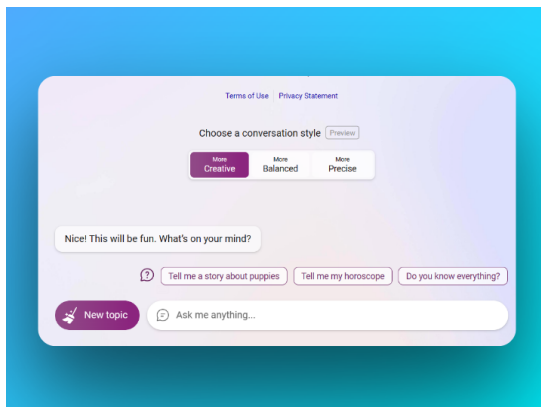 Terms of Use Privacy Statement
Choose a conversation style Preview
More More More
Creative Balanced Precise
Nice! This will be fun. What's on your mind?
Tell me a story about puppies Tell me my horoscope Do you know everything?
New topic Ask me anything...